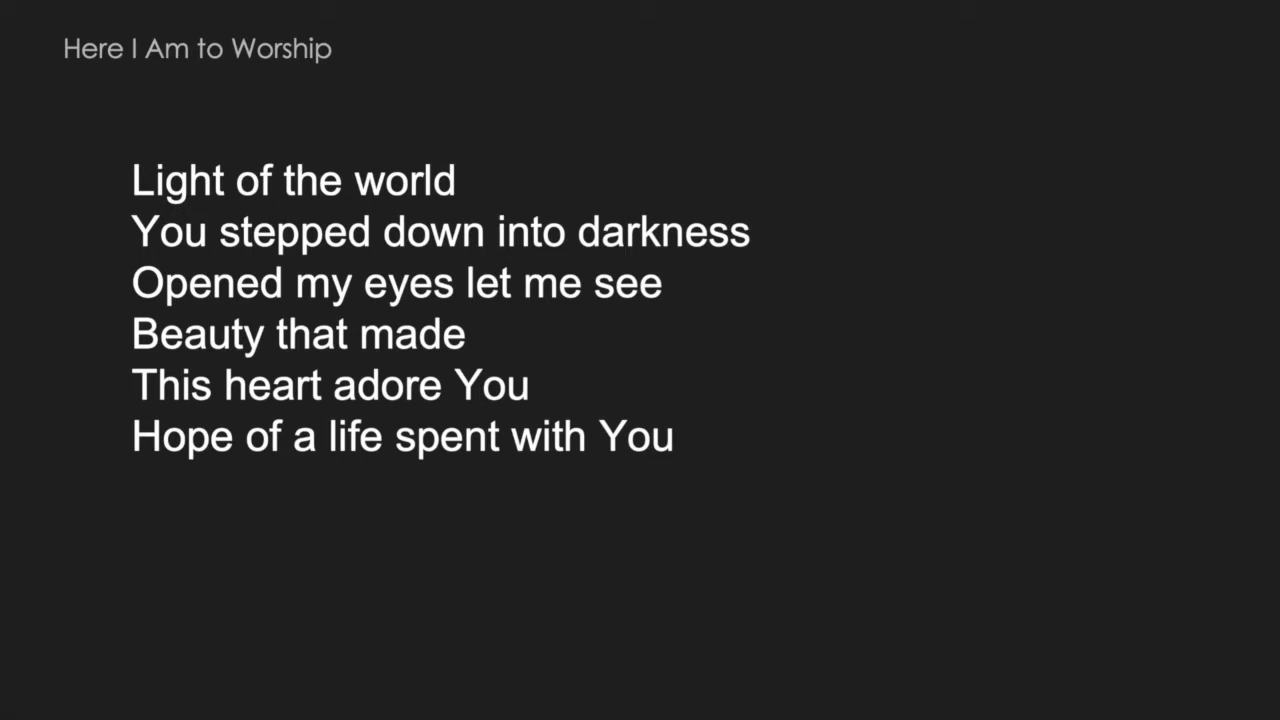 Here I Am to Worship
Light of the world
You stepped down into darkness
Opened my eyes let me see
Beauty that made
This heart adore You
Hope of a life spent with You